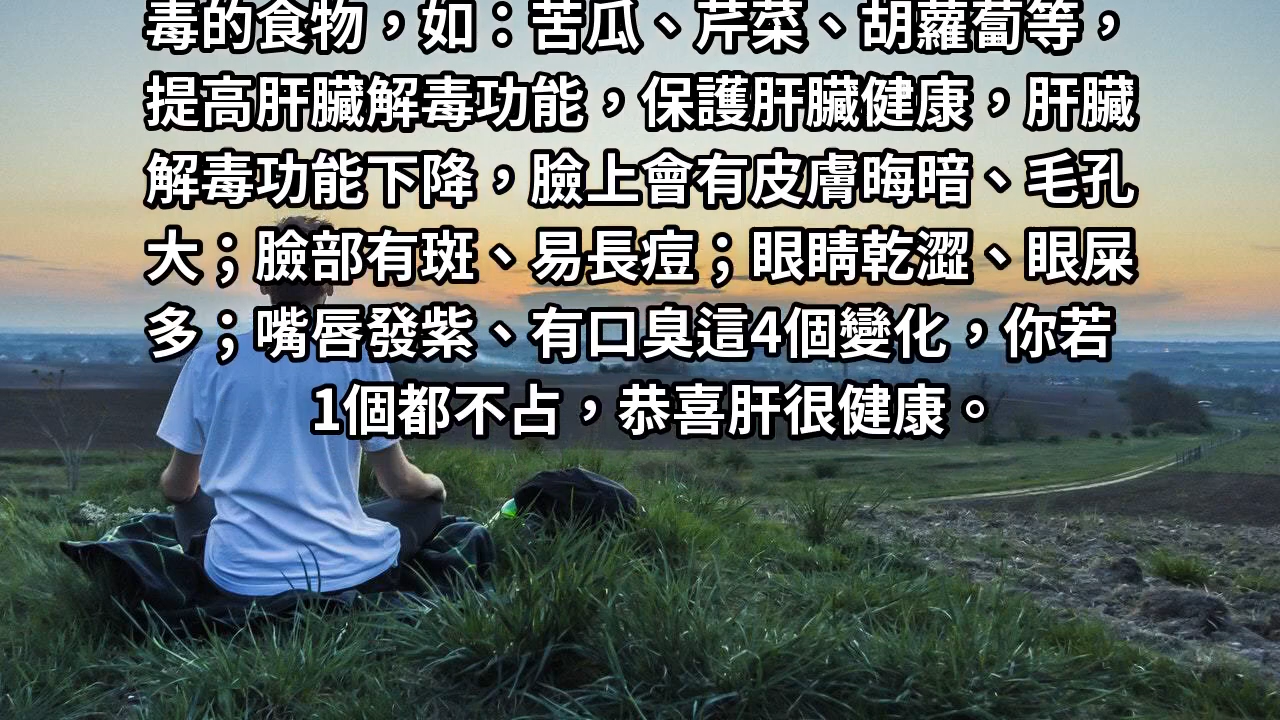 毒的食物，如：苦瓜、芹菜、胡蘿蔔等，
提高肝臟解毒功能，保護肝臟健康，肝臟
解毒功能下降，臉上會有皮膚晦暗、毛孔
大；臉部有斑、易長痘；眼睛乾澀、眼屎
多；嘴唇發紫、有口臭這4個變化，你若
1個都不占，恭喜肝很健康。